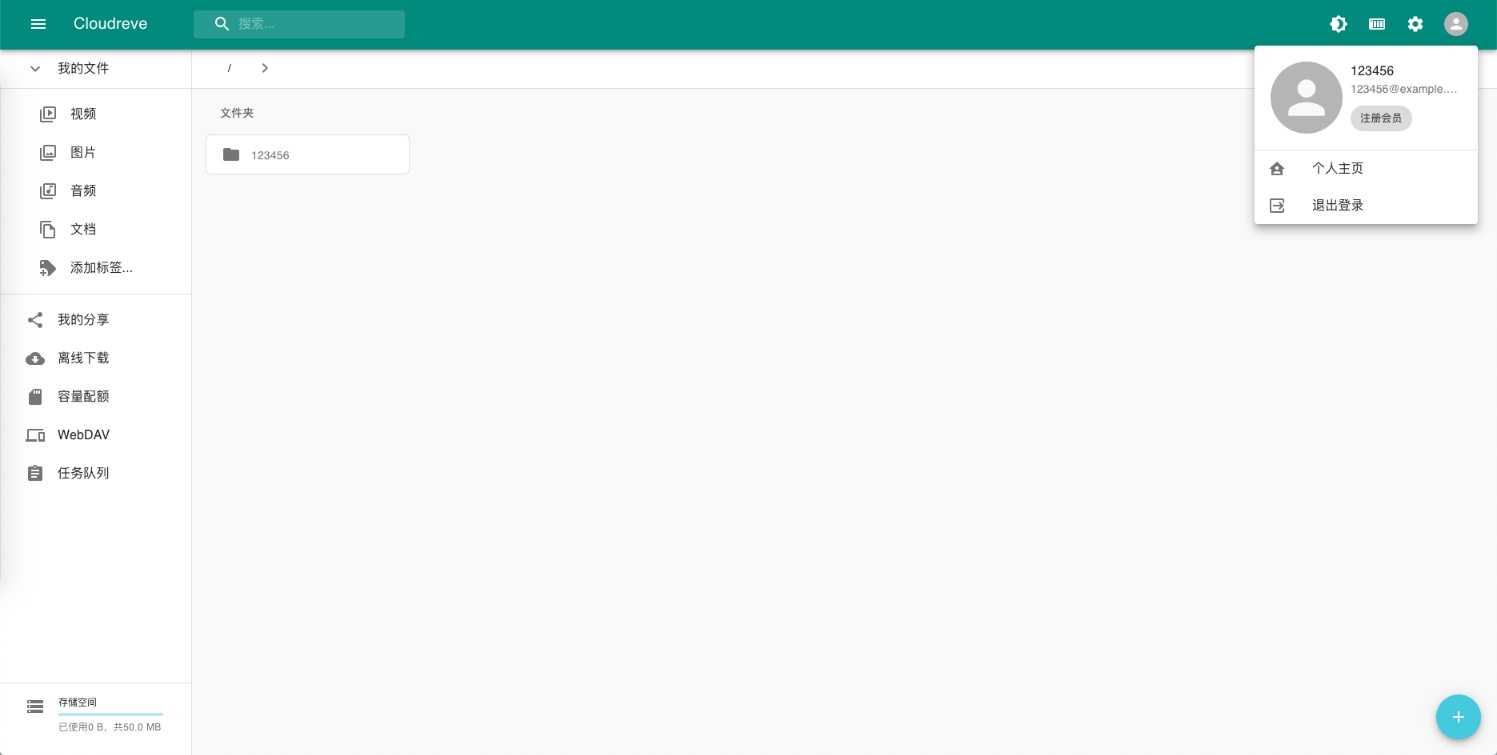 Cloudreve
搜索...
我的文件
/
文件夹
123456
123456
123456@example....
注册会员
个人主页
退出登录
视频
图片
音频
文档
添加标签...
我的分享
离线下载
容量配额
WebDAV
任务队列
存储空间
已使用0 B，共50.0 MB